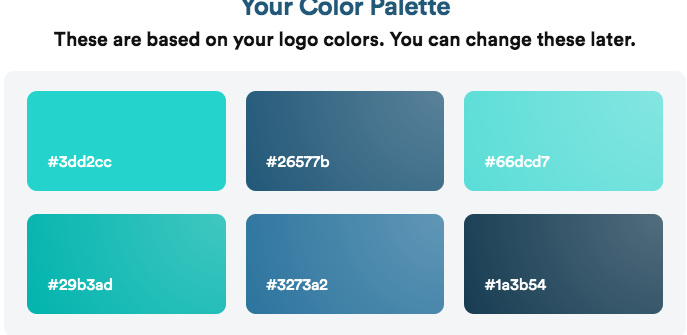 Your Color Palette
These are based on your logo colors. You can change these later.
#3dd2cc
#26577b
#66dcd7
#29b3ad
#3273a2
#1a3b54